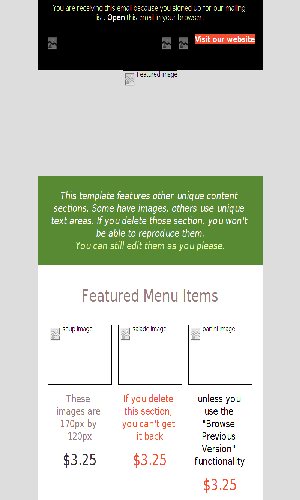 You are receiving this email because you signed up for our mailing
list. Open this email in your browser.
Visit our website
Featured Image
This template features other unique content
sections. Some have images, others use unique
text areas. If you delete those section, you won't
be able to reproduce them.
You can still edit them as you please.
Featured Menu Items
soup image
salade image
panini image
These
images are
170px by
120px
$3.25
If you delete
this section,
you can't get
it back
$3.25
unless you
use the
"Browse
Previous
Version"
functionality
$3.25